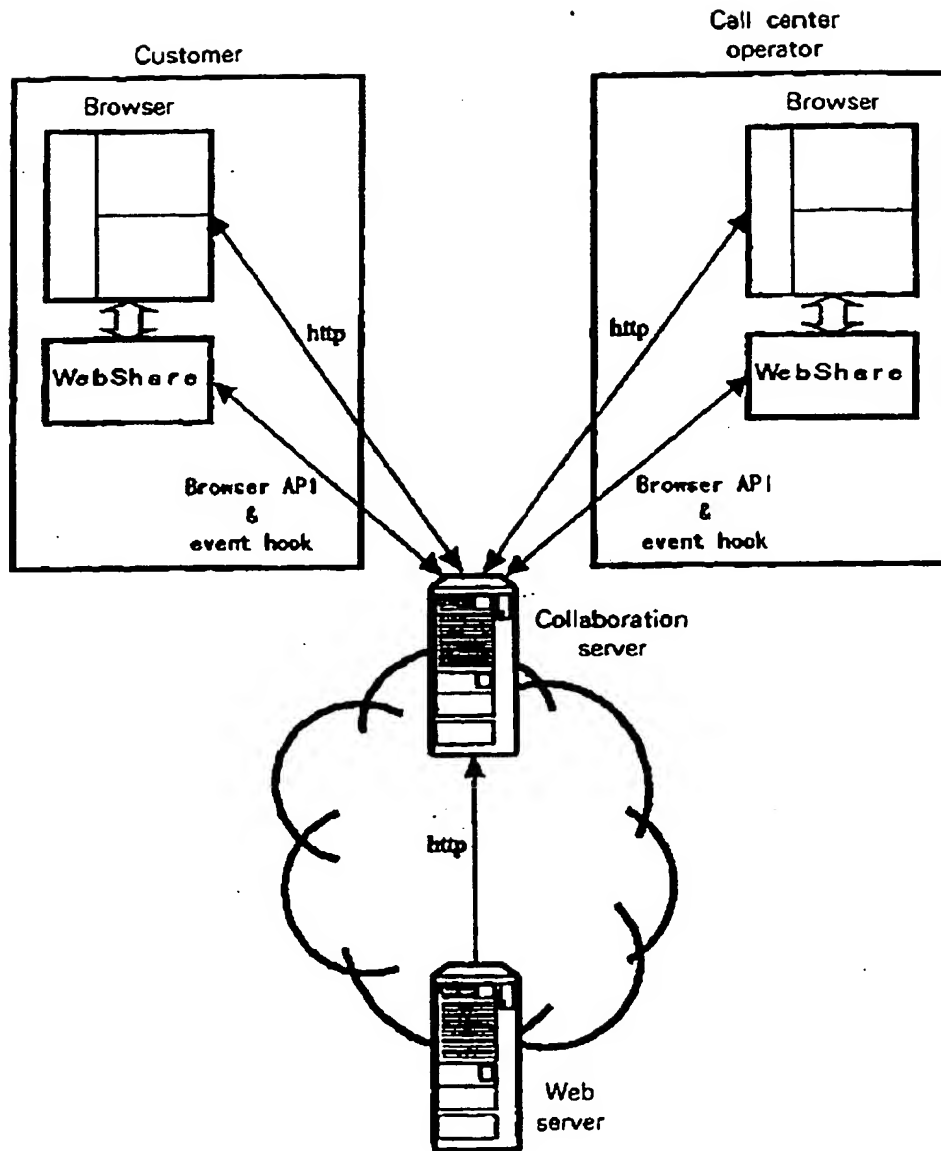 Customer
Call center
operator
Browser
Browser
http
http
WebShare
WebShare
Browser API
&
event hook
Browser API
&
event hook
Collaboration
server
http
Web
server